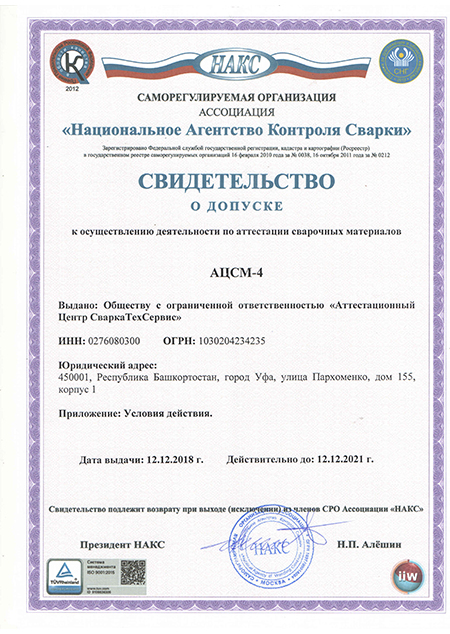 НАКС
СНГ
2012
САМОРЕГУЛИРУЕМАЯ ОРГАНИЗАЦИЯ
АССОЦИАЦИЯ
«Национальное Агентство Контроля Сварки»
Зарегистрировано Федеральной службой государственной регистрации, кадастра и картографии (Росреестр)
в государственном реестре саморегулируемых организаций 16 февраля 2010 года за № 0038, 16 октября 2011 года за № 0212
СВИДЕТЕЛЬСТВО
О ДОПУСКЕ
к осуществлению деятельности по аттестации сварочных материалов
АЦСМ-4
Выдано: Обществу с ограниченной ответственностью «Аттестационный
Центр СваркаТехСервис»
ИНН: 0276080300 ОГРН: 1030204234235
Юридический адрес:
450001, Республика Башкортостан, город Уфа, улица Пархоменко, дом 155,
корпус 1
Приложение: Условия действия.
Дата выдачи: 12.12.2018 г. Действительно до: 12.12.2021 г.
Свидетельство подлежит возврату при выходе (исключении) из членов СРО Ассоциации «НАКС»
Президент НАКС
НАКС
МОСКВА
Н.П. Алёшин
TÜVRheinland
Система
менеджмента
ISO 9001:2015
www.tuv.com
iiw